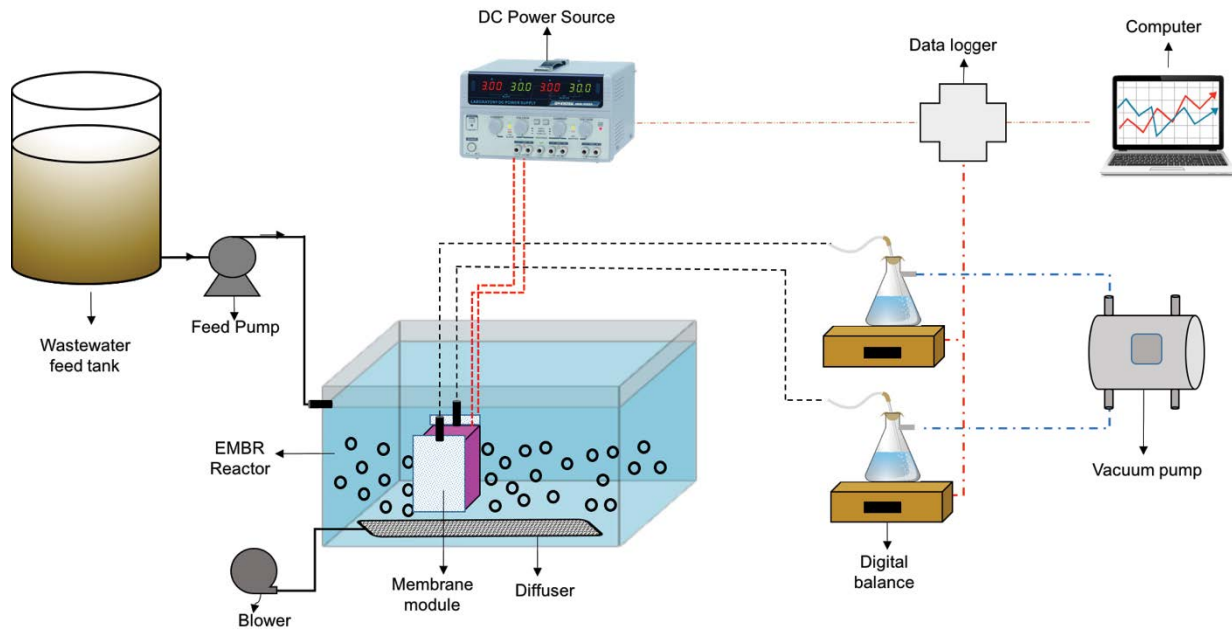 DC Power Source
Computer
Data logger
3.00 30.0 3.00 30.0
Feed Pump
Wastewater
feed tank
EMBR
Reactor
Vacuum pump
Digital
balance
Membrane
module
Diffuser
Blower